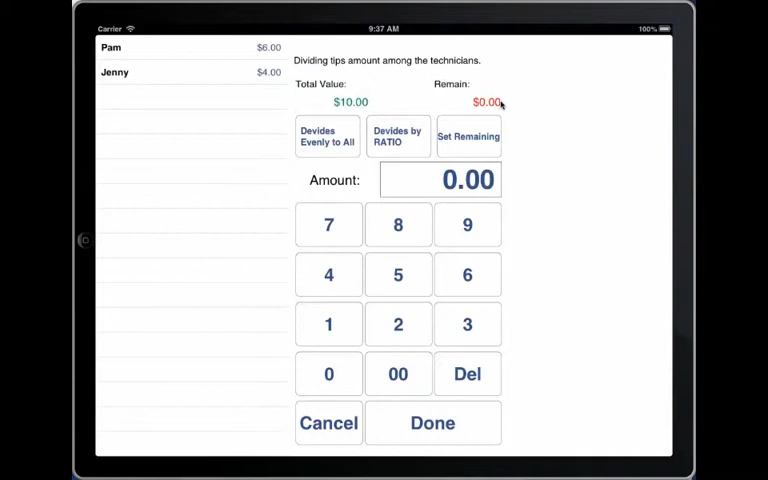 Carrier 9:37 AM 100%
Pam $6.00
Jenny $4.00
Dividing tips amount among the technicians.
Total Value: Remain:
$10.00 $0.00
Devides Evenly to All
Devides by RATIO
Set Remaining
Amount: 0.00
7 8 9
4 5 6
1 2 3
0 00 Del
Cancel Done